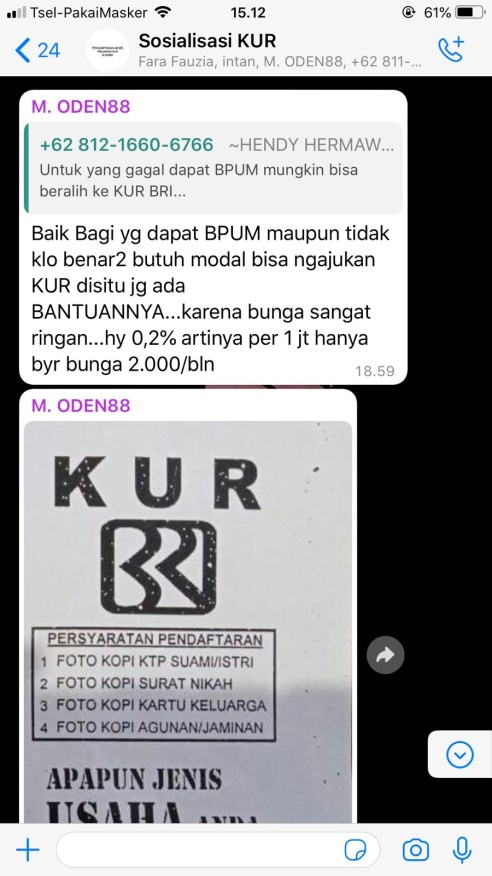 Tsel-PakaiMasker 15.12 61%
24 Sosialisasi KUR
Fara Fauzia, intan, M. ODEN88, +62 811-...
M. ODEN88
+62 812-1660-6766 ~HENDY HERMAW...
Untuk yang gagal dapat BPUM mungkin bisa
beralih ke KUR BRI...
Baik Bagi yg dapat BPUM maupun tidak
klo benar2 butuh modal bisa ngajukan
KUR disitu jg ada
BANTUANNYA...karena bunga sangat
ringan...hy 0,2% artinya per 1 jt hanya
byr bunga 2.000/bln
18.59
M. ODEN88
KUR
PERSYARATAN PENDAFTARAN
1 FOTO KOPI KTP SUAMI/ISTRI
2 FOTO KOPI SURAT NIKAH
3 FOTO KOPI KARTU KELUARGA
4 FOTO KOPI AGUNAN/JAMINAN
APAPUN JENIS
USAHA ANDA